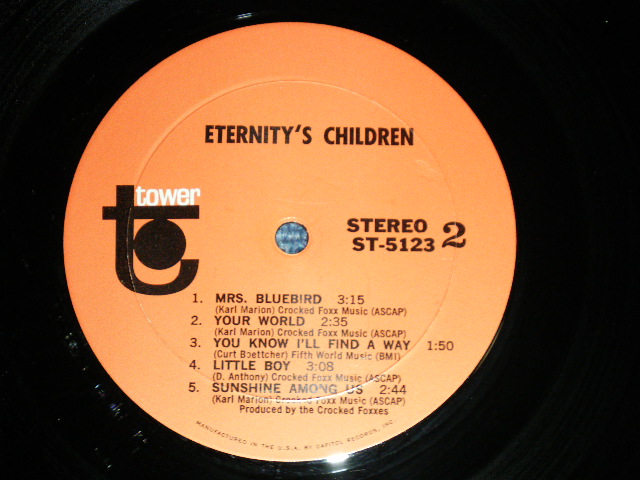 ETERNITY'S CHILDREN
tower
STEREO
ST-5123 2
1. MRS. BLUEBIRD 3:15
(Karl Marion) Crocked Foxx Music (ASCAP)
2. YOUR WORLD 2:35
(Karl Marion) Crocked Foxx Music (ASCAP)
3. YOU KNOW I'LL FIND A WAY 1:50
(Curt Boettcher) Fifth World Music (BMI)
4. LITTLE BOY 3:08
(D. Anthony) Crocked Foxx Music (ASCAP)
5. SUNSHINE AMONG US 2:44
(Karl Marion) Crocked Foxx Music (ASCAP)
Produced by the Crocked Foxxes
MANUFACTURED IN THE U.S.A. BY CAPITOL RECORDS, INC.